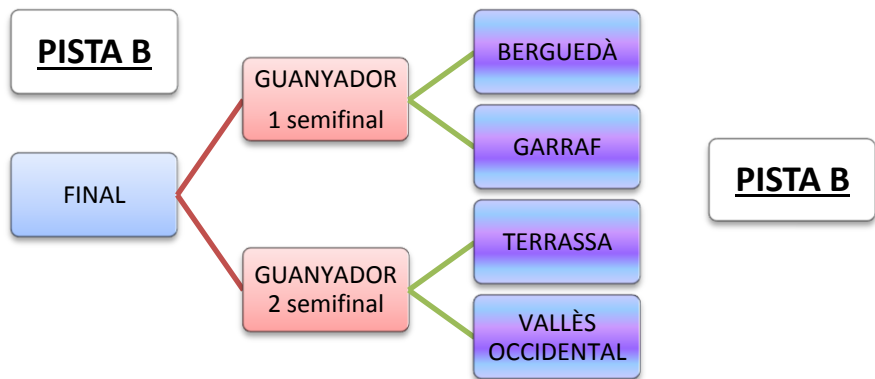 PISTA B
FINAL
GUANYADOR
1 semifinal
GUANYADOR
2 semifinal
BERGUEDÀ
GARRAF
TERRASSA
VALLÈS
OCCIDENTAL
PISTA B